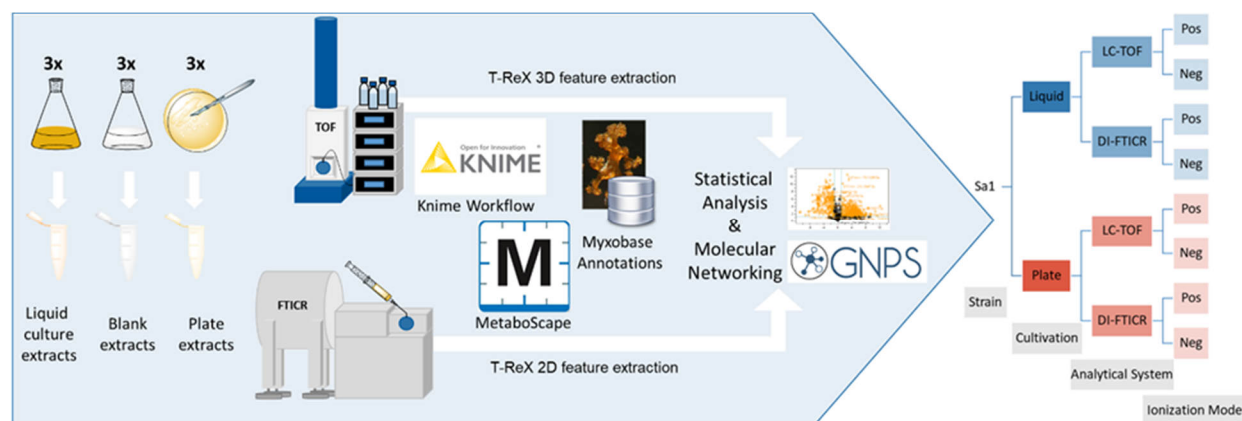 3x
3x
3x
Liquid
culture
extracts
Blank
extracts
Plate
extracts
TOF
FTICR
T-ReX 3D feature extraction
Open for Innovation
KNIME
Knime Workflow
M
MetaboScape
Myxobase
Annotations
T-ReX 2D feature extraction
Statistical
Analysis
&
Molecular
Networking
GNPS
Sa1
Liquid
Plate
LC-TOF
DI-FTICR
LC-TOF
DI-FTICR
Pos
Neg
Pos
Neg
Pos
Neg
Pos
Neg
Strain
Cultivation
Analytical System
Ionization Mode